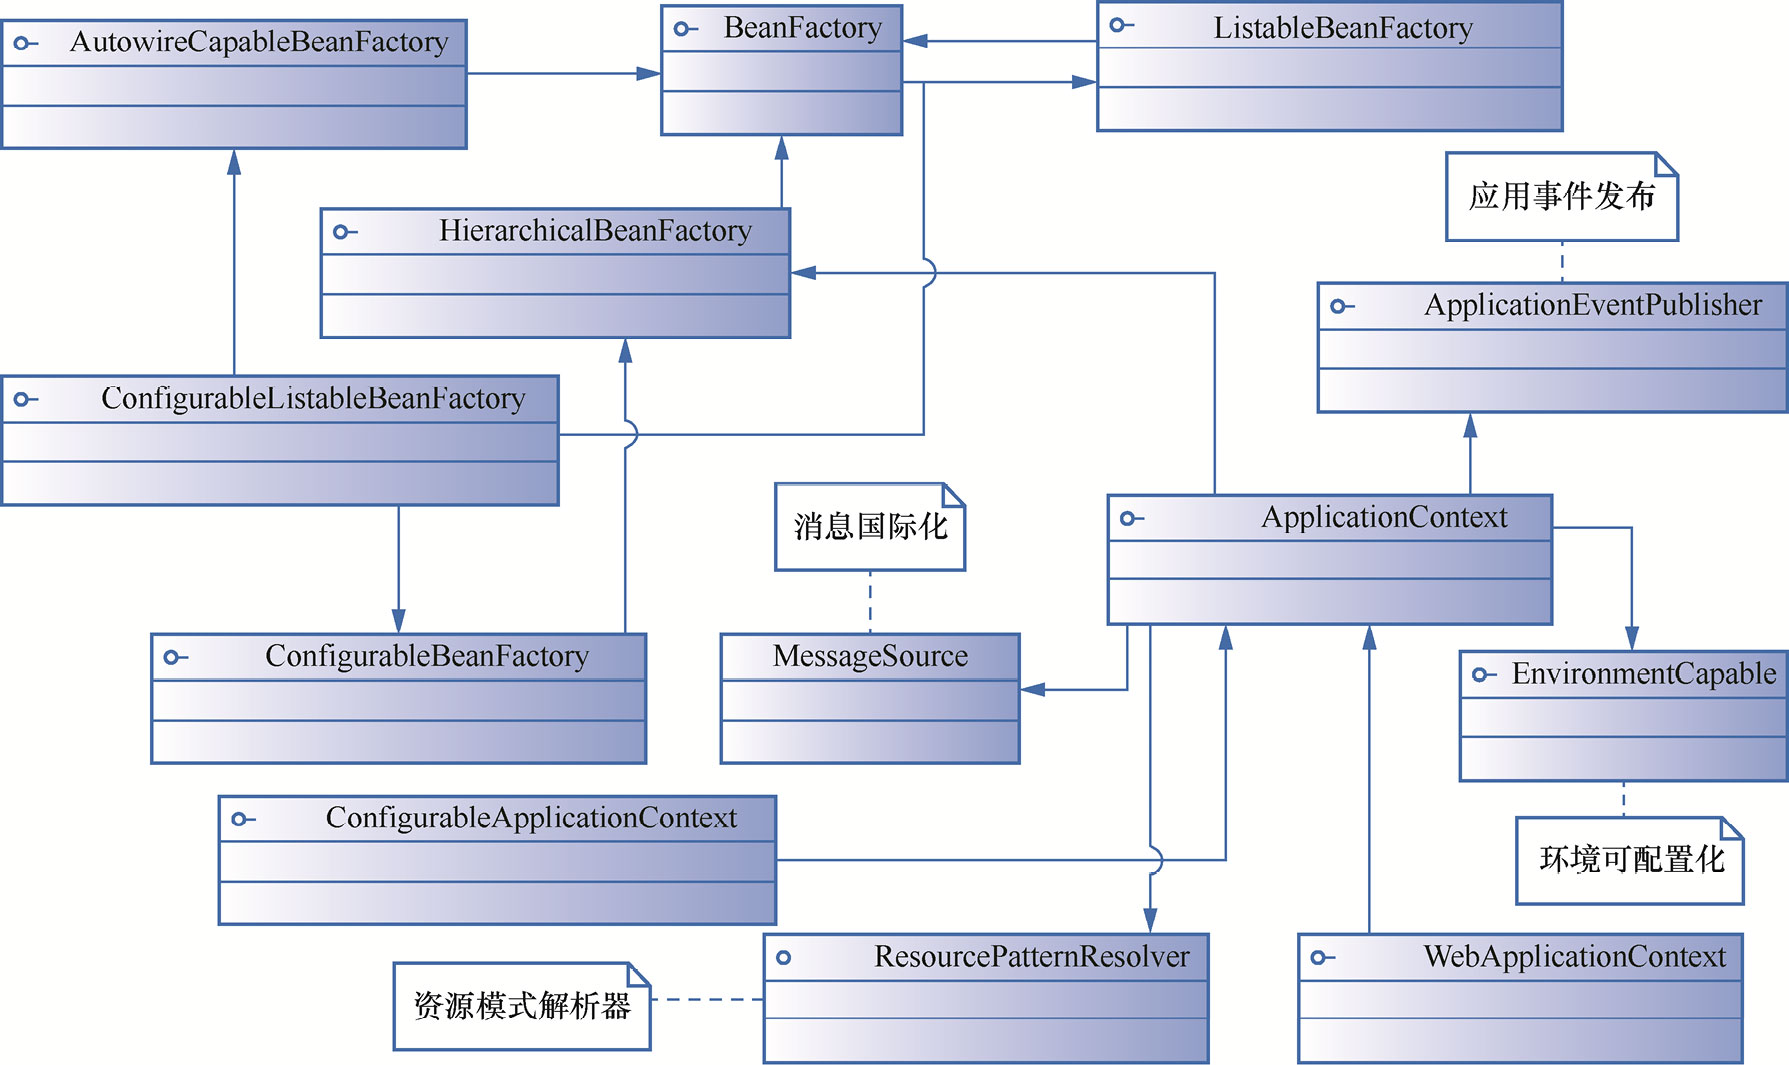 AutowireCapableBeanFactory
BeanFactory
ListableBeanFactory
应用事件发布
HierarchicalBeanFactory
ApplicationEventPublisher
ConfigurableListableBeanFactory
消息国际化
ApplicationContext
ConfigurableBeanFactory
MessageSource
EnvironmentCapable
ConfigurableApplicationContext
环境可配置化
ResourcePatternResolver
WebApplicationContext
资源模式解析器